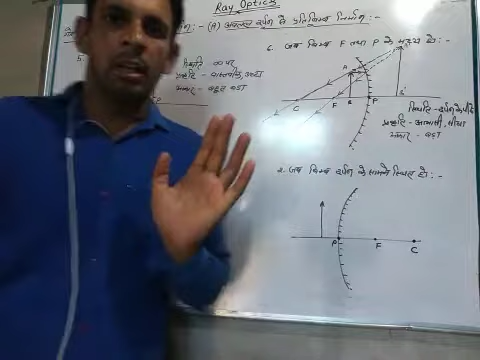 Ray Optics
(A) अवतल दर्पण के प्रतिबिम्ब निर्माण :-
5.
स्थिति - ∞ पर
प्रकृति - वास्तविक, उल्टा
आकार - बहुत बड़ा
6. जब बिम्ब F तथा P के मध्य हो :-
A
A'
C
F
B
P
B'
स्थिति - दर्पण के पीछे
प्रकृति - आभासी, सीधा
आकार - बड़ा
जब बिम्ब दर्पण के सामने स्थित हो :-
P
F
C